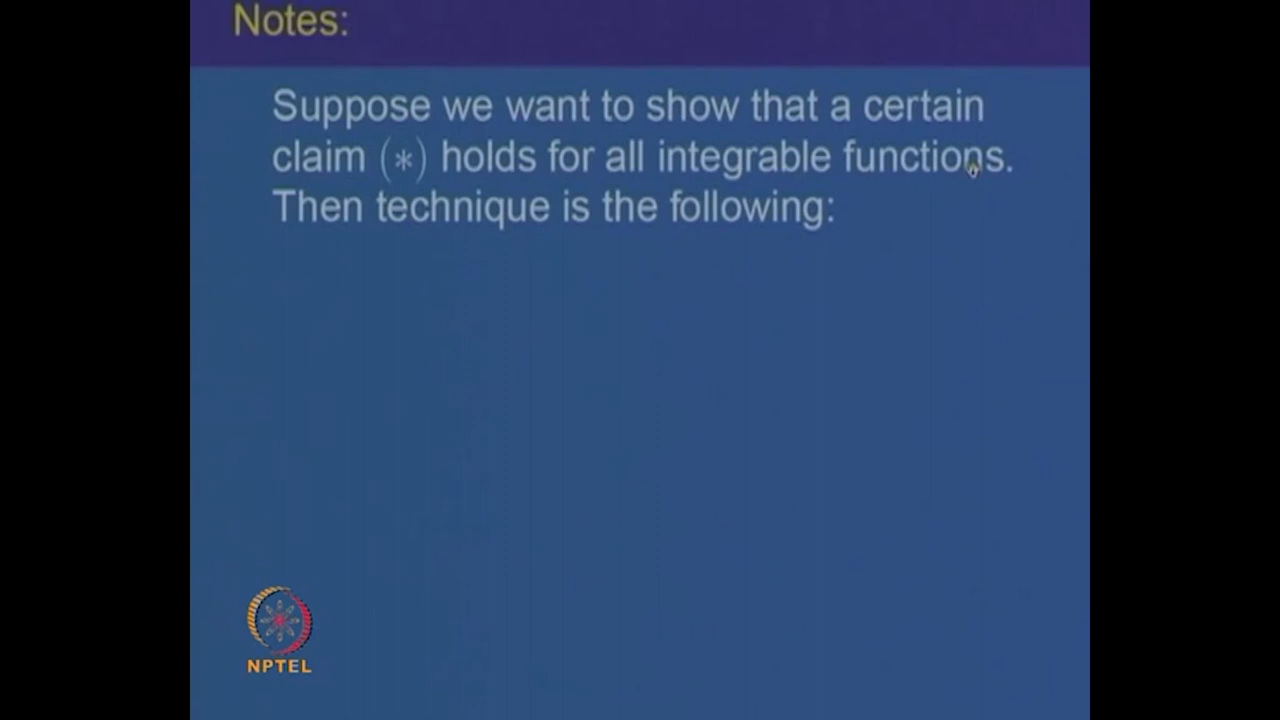 Notes:
Suppose we want to show that a certain
claim (∗) holds for all integrable functions.
Then technique is the following:
NPTEL